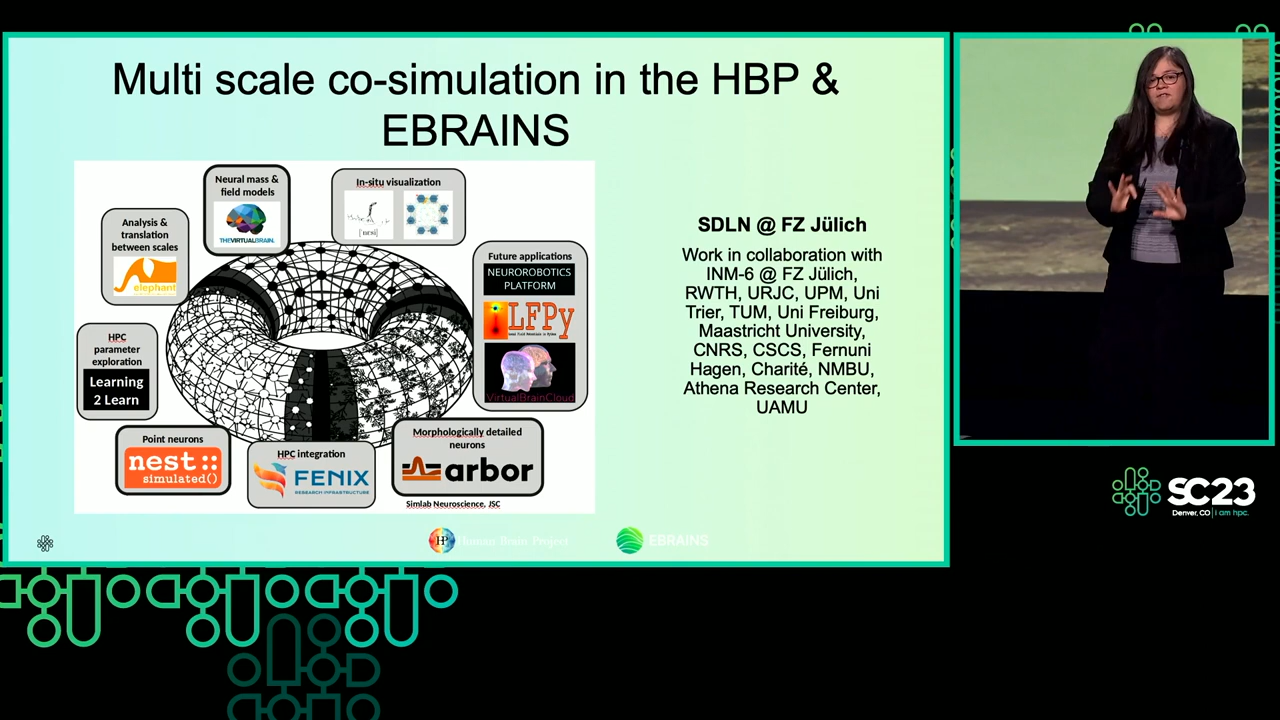 Multi scale co-simulation in the HBP &
EBRAINS
Neural mass &
field models
THEVIRTUALBRAIN.
In-situ visualization
[nrsi]
Analysis &
translation
between scales
elephant
Future applications
NEUROROBOTICS
PLATFORM
LFPy
VirtualBrainCloud
HPC
parameter
exploration
Learning
2 Learn
Point neurons
nest::
simulated()
HPC integration
FENIX
RESEARCH INFRASTRUCTURE
Morphologically detailed
neurons
arbor
Simlab Neuroscience, JSC
SDLN @ FZ Jülich
Work in collaboration with
INM-6 @ FZ Jülich,
RWTH, URJC, UPM, Uni
Trier, TUM, Uni Freiburg,
Maastricht University,
CNRS, CSCS, Fernuni
Hagen, Charité, NMBU,
Athena Research Center,
UAMU
Human Brain Project
EBRAINS
SC23
Denver, CO | i am hpc.